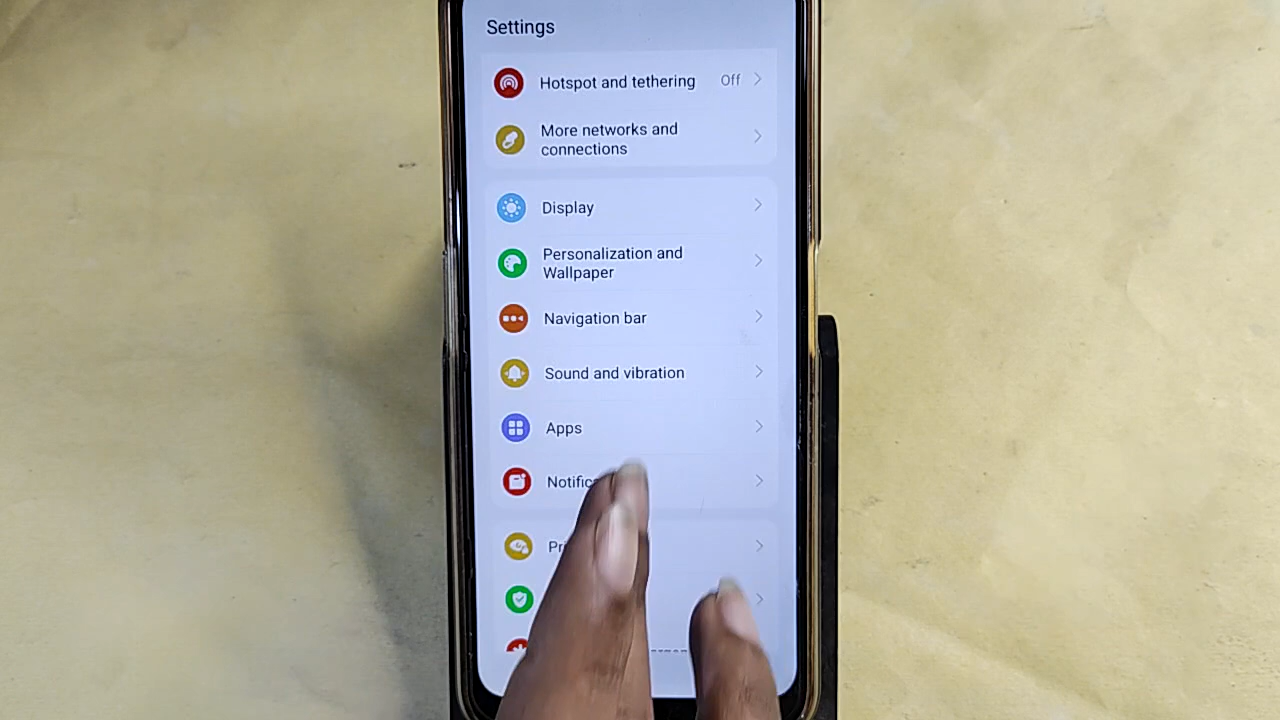 Settings
Hotspot and tethering Off
More networks and
connections
Display
Personalization and
Wallpaper
Navigation bar
Sound and vibration
Apps